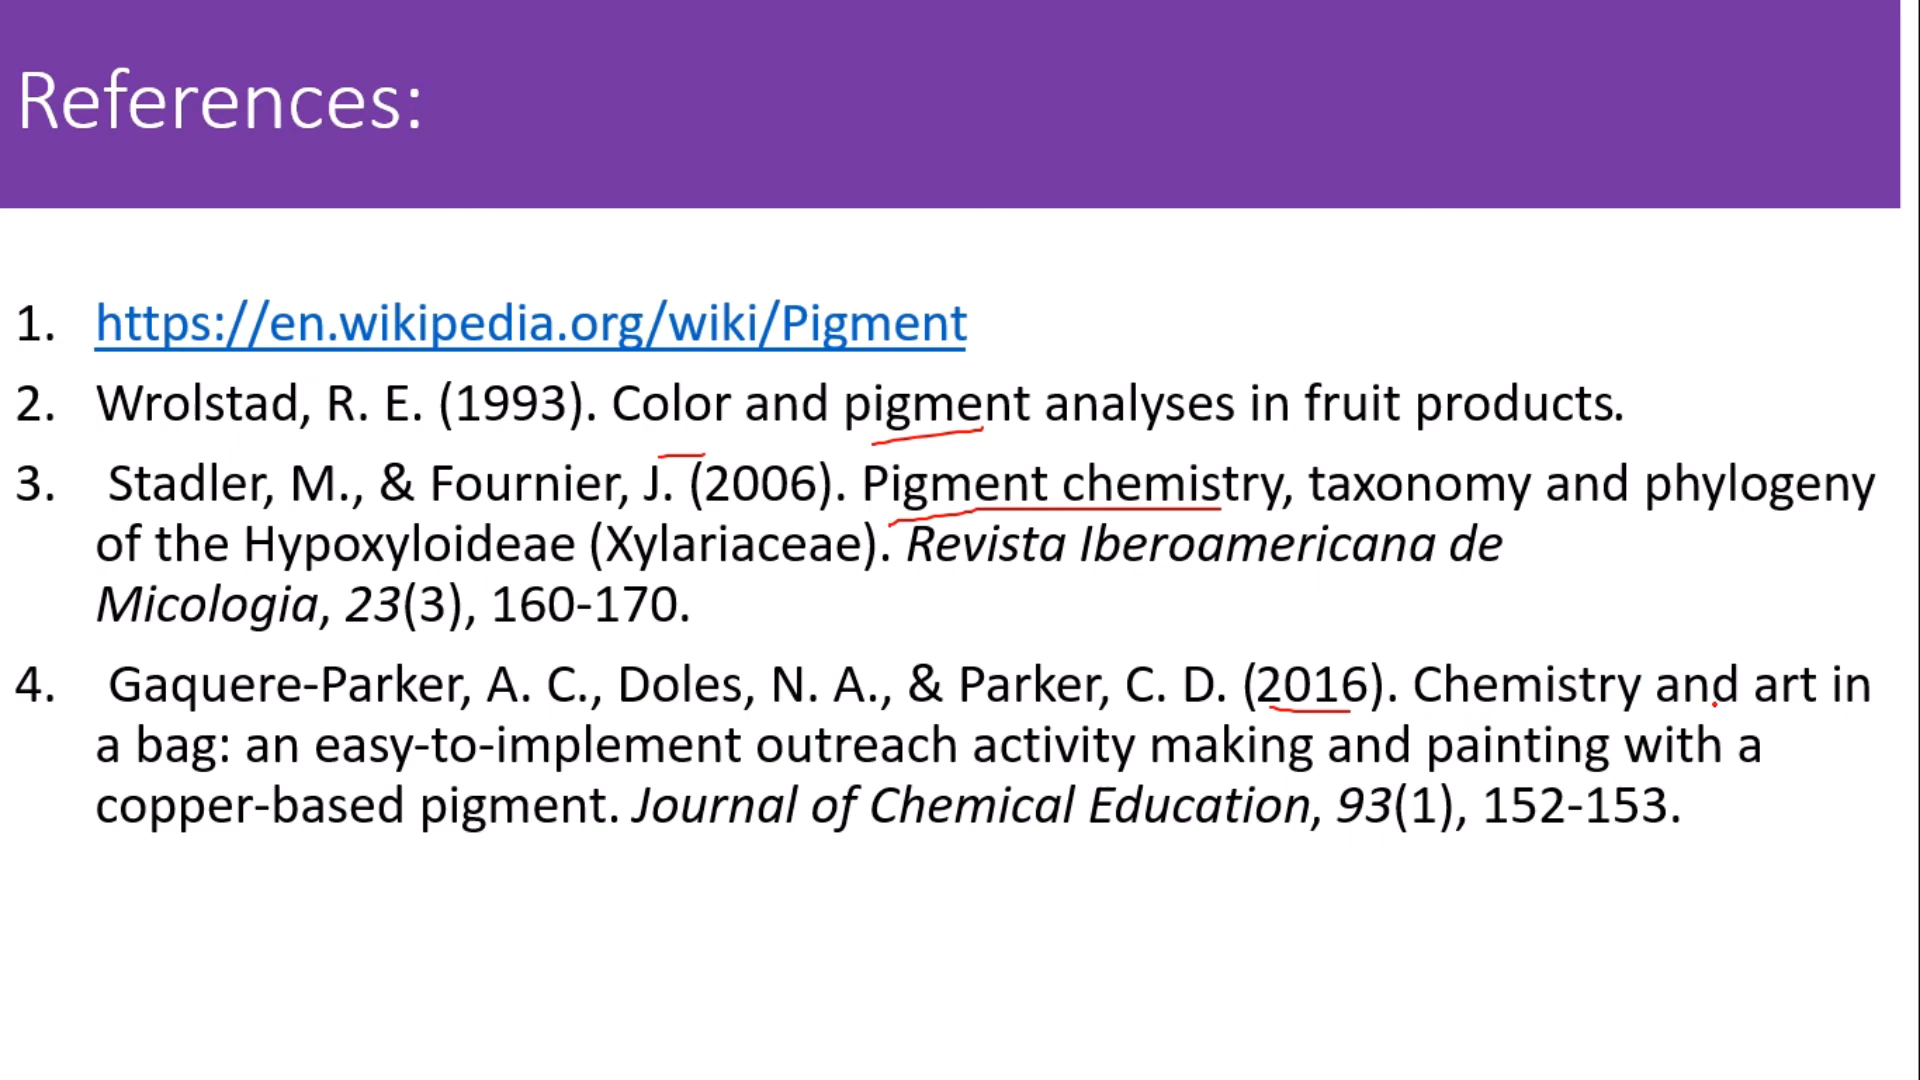 References:
1. https://en.wikipedia.org/wiki/Pigment
2. Wrolstad, R. E. (1993). Color and pigment analyses in fruit products.
3. Stadler, M., & Fournier, J. (2006). Pigment chemistry, taxonomy and phylogeny
of the Hypoxyloideae (Xylariaceae). Revista Iberoamericana de
Micologia, 23(3), 160-170.
4. Gaquere-Parker, A. C., Doles, N. A., & Parker, C. D. (2016). Chemistry and art in
a bag: an easy-to-implement outreach activity making and painting with a
copper-based pigment. Journal of Chemical Education, 93(1), 152-153.